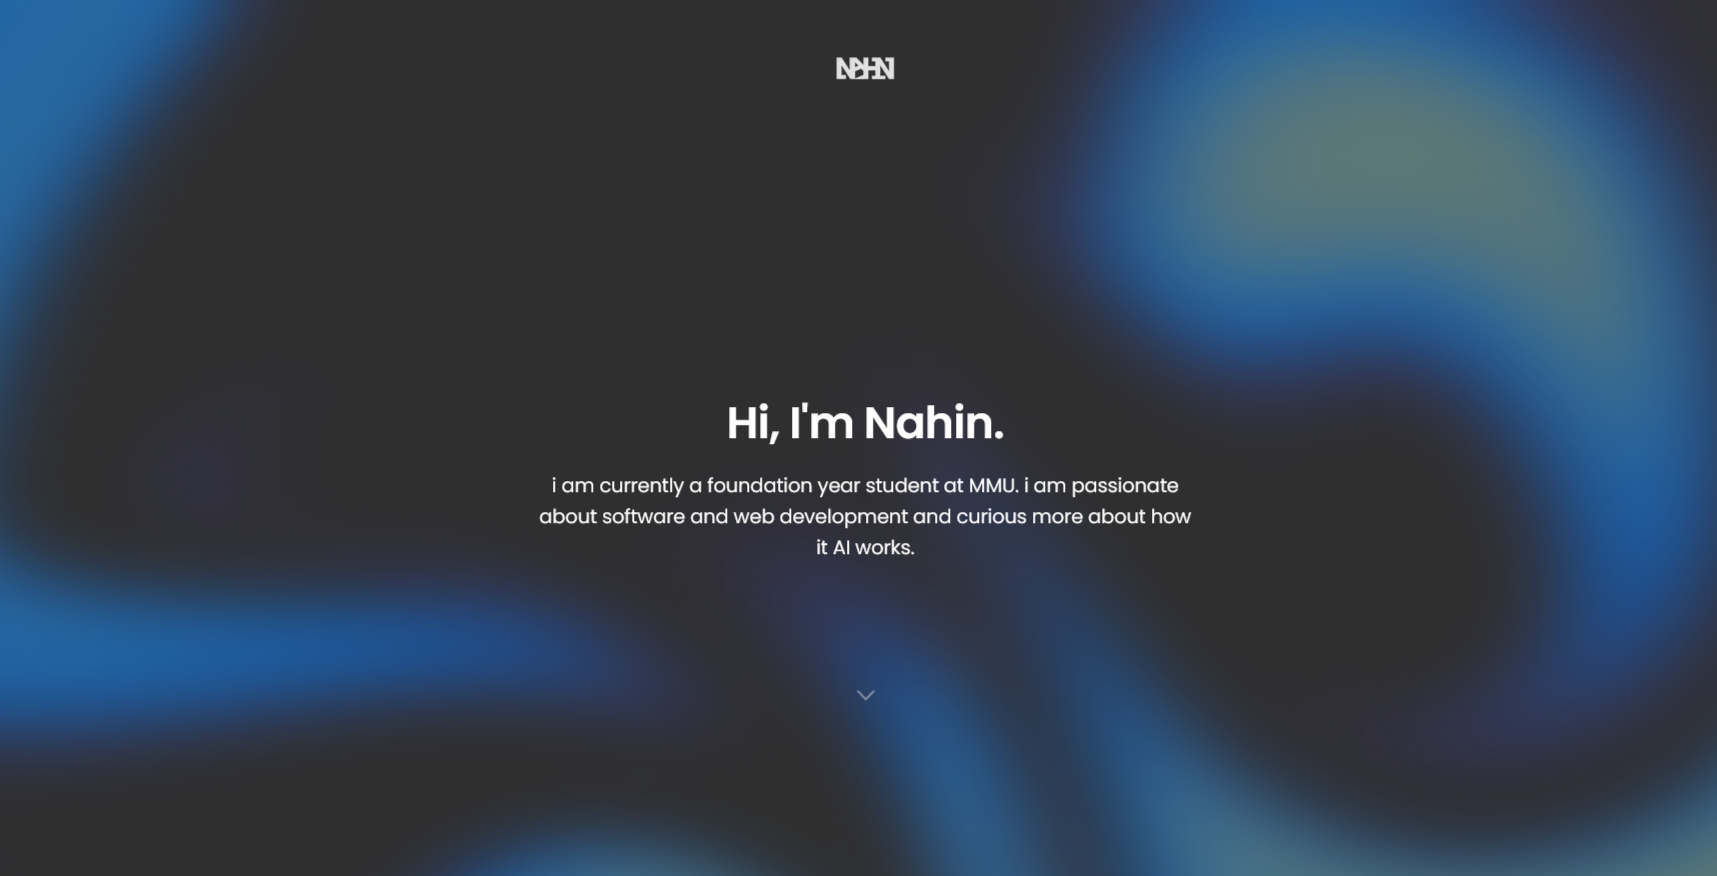 NAHIN
Hi, I'm Nahin.
i am currently a foundation year student at MMU. i am passionate
about software and web development and curious more about how
it AI works.